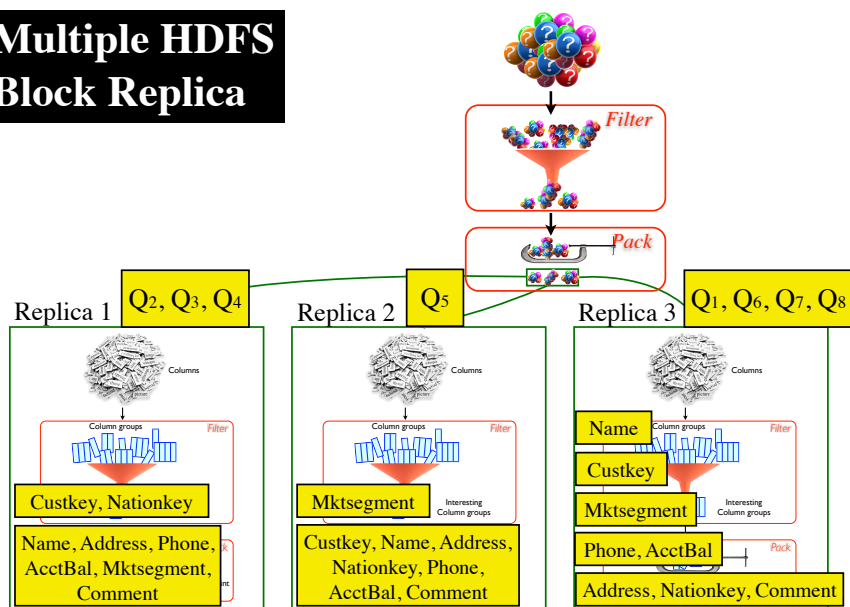 Multiple HDFS
Block Replica
Filter
Pack
Replica 1
Q2, Q3, Q4
Replica 2
Q5
Replica 3
Q1, Q6, Q7, Q8
Columns
Column groups
Filter
Custkey, Nationkey
Name, Address, Phone,
AcctBal, Mktsegment,
Comment
Columns
Column groups
Filter
Mktsegment
Interesting
Column groups
Custkey, Name, Address,
Nationkey, Phone,
AcctBal, Comment
Columns
Column groups
Filter
Name
Custkey
Mktsegment
Interesting
Column groups
Phone, AcctBal
Pack
Address, Nationkey, Comment